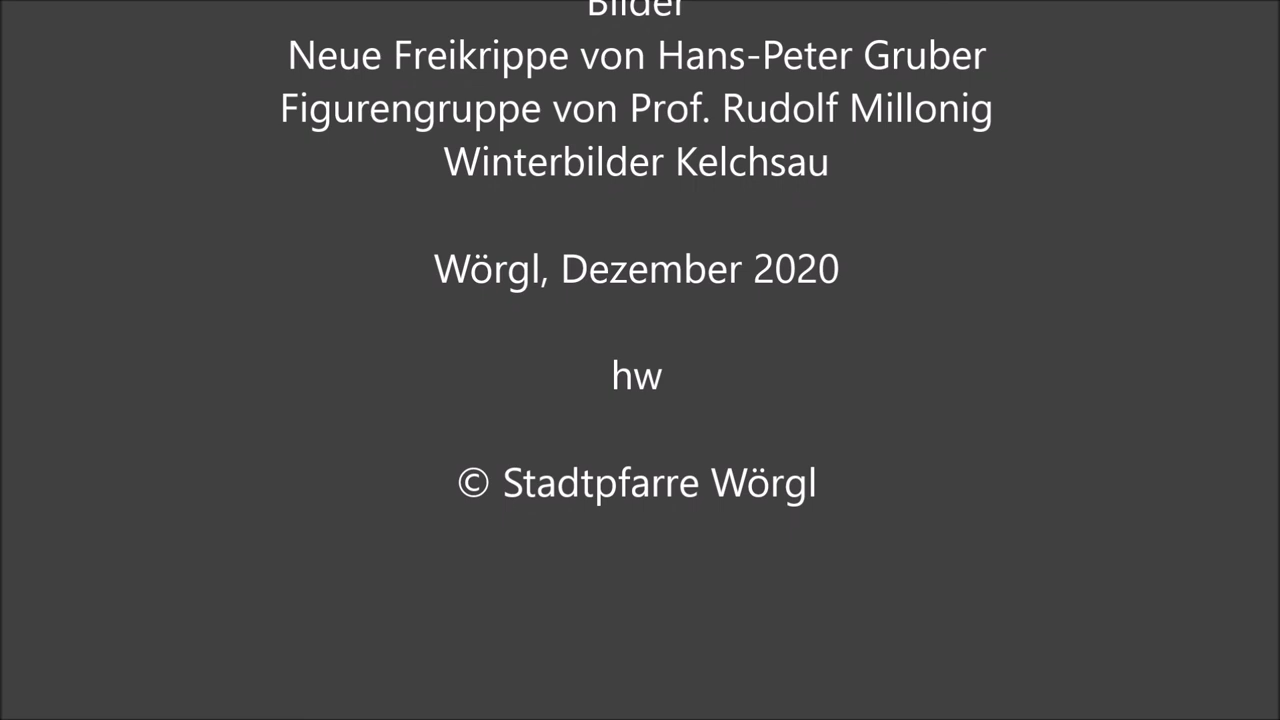 Bilder
Neue Freikrippe von Hans-Peter Gruber
Figurengruppe von Prof. Rudolf Millonig
Winterbilder Kelchsau
Wörgl, Dezember 2020
hw
© Stadtpfarre Wörgl